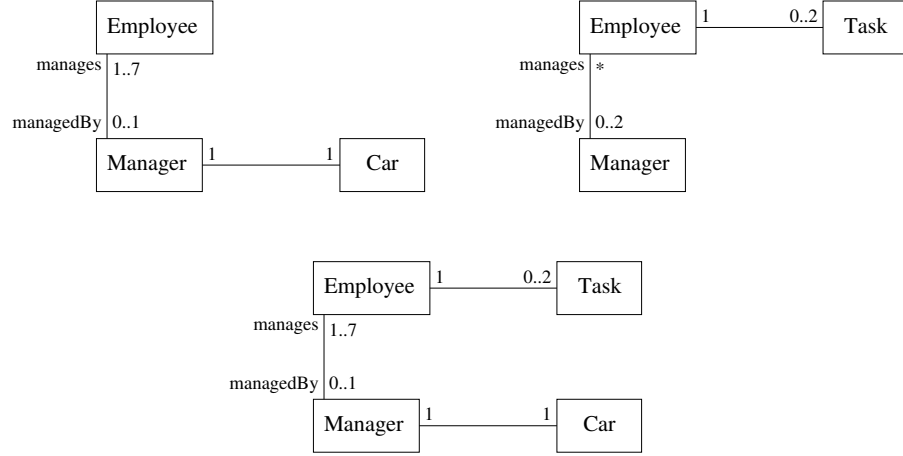 Employee
manages
1..7
managedBy
0..1
Manager
1
1
Car
Employee
1
0..2
Task
manages
*
managedBy
0..2
Manager
Employee
1
0..2
Task
manages
1..7
managedBy
0..1
Manager
1
1
Car